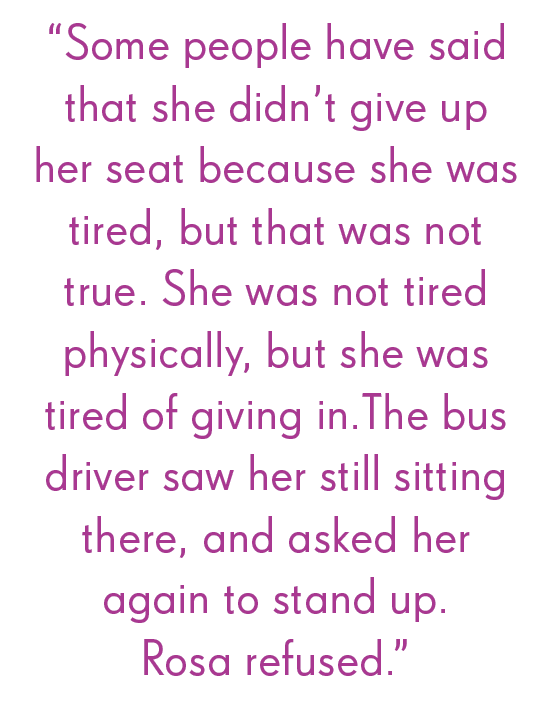 “Some people have said
that she didn’t give up
her seat because she was
tired, but that was not
true. She was not tired
physically, but she was
tired of giving in.The bus
driver saw her still sitting
there, and asked her
again to stand up.
Rosa refused.”